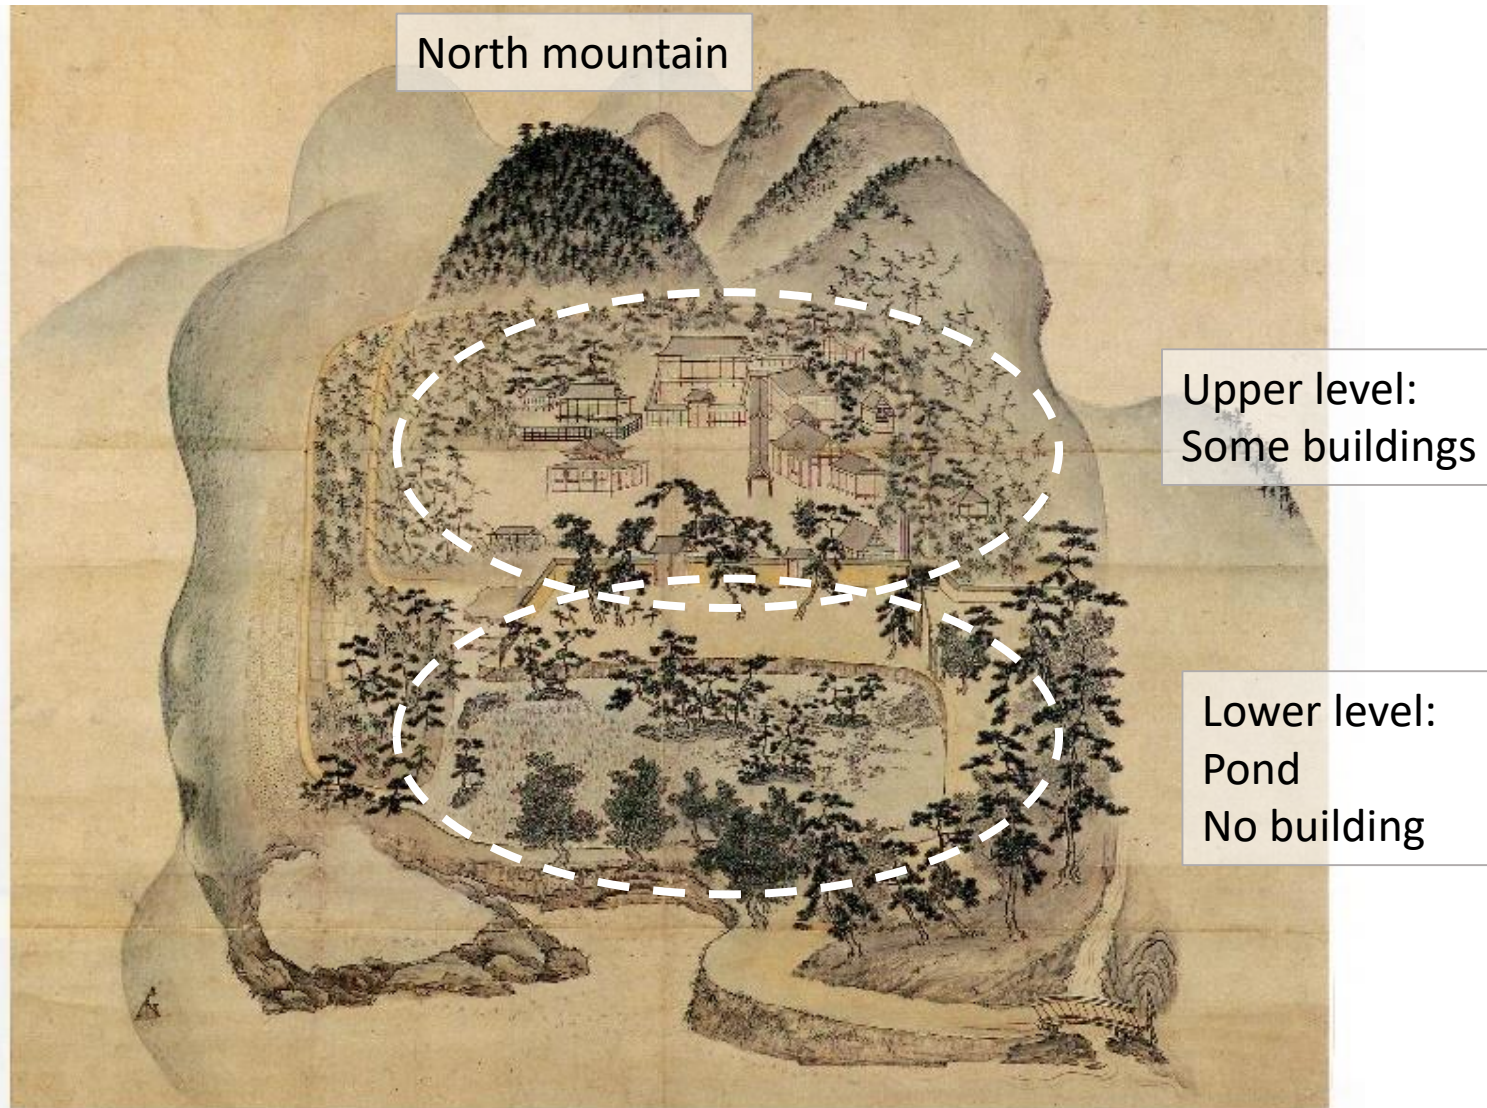 North mountain
Upper level:
Some buildings
Lower level:
Pond
No building